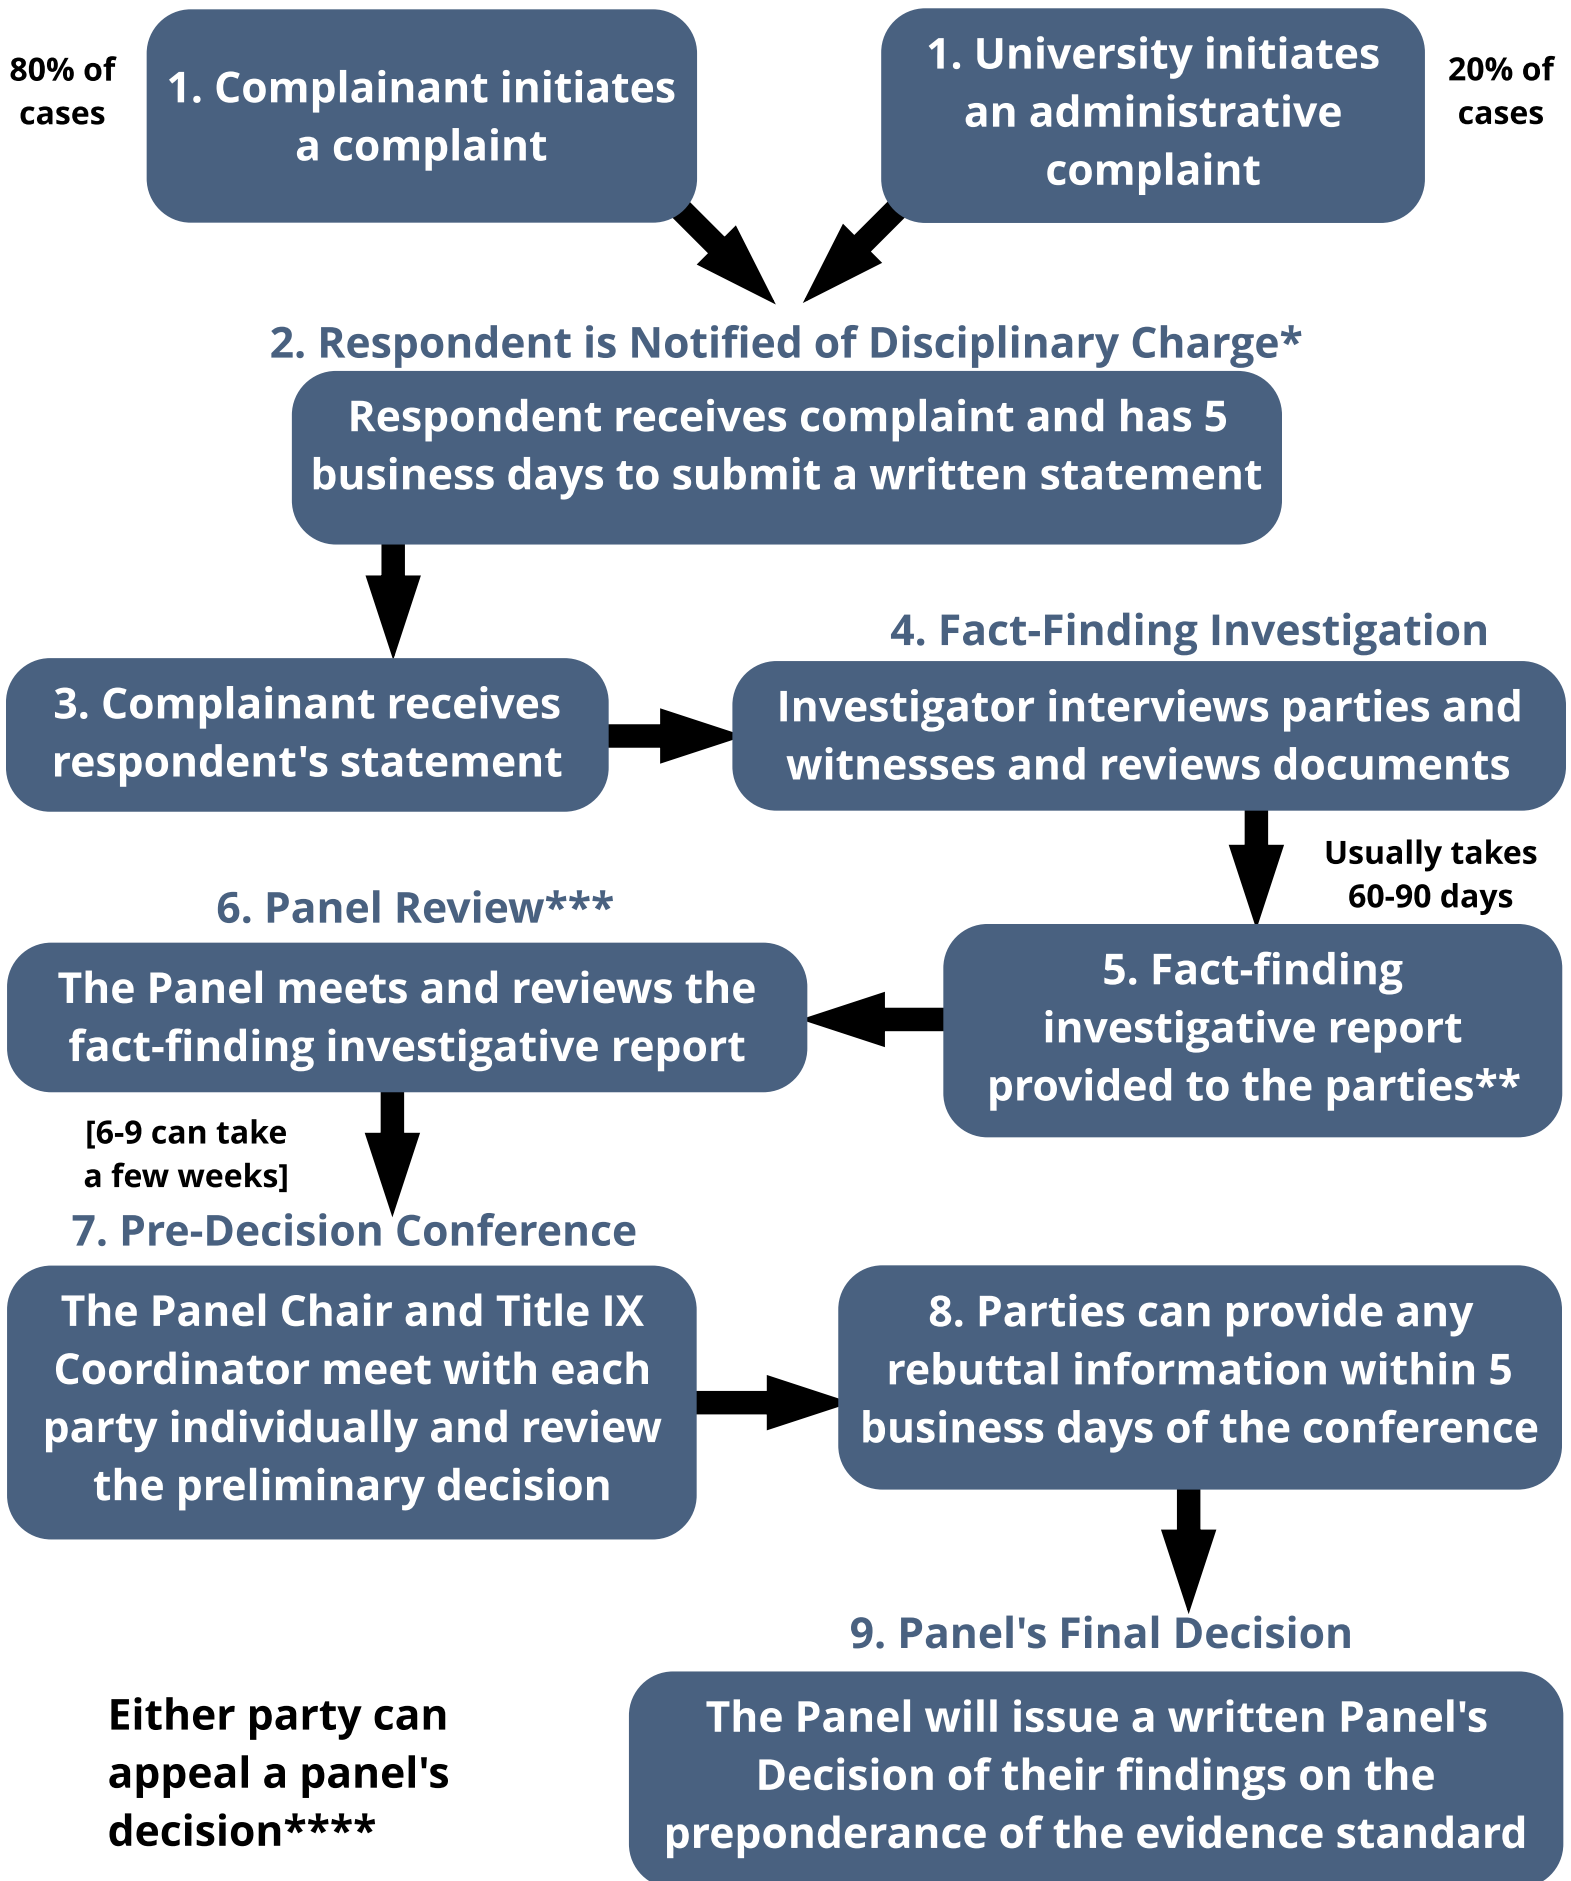 80% of
cases
1. Complainant initiates
a complaint
1. University initiates
an administrative
complaint
20% of
cases
2. Respondent is Notified of Disciplinary Charge*
Respondent receives complaint and has 5
business days to submit a written statement
3. Complainant receives
respondent's statement
4. Fact-Finding Investigation
Investigator interviews parties and
witnesses and reviews documents
Usually takes
60-90 days
5. Fact-finding
investigative report
provided to the parties**
6. Panel Review***
The Panel meets and reviews the
fact-finding investigative report
[6-9 can take
a few weeks]
7. Pre-Decision Conference
The Panel Chair and Title IX
Coordinator meet with each
party individually and review
the preliminary decision
8. Parties can provide any
rebuttal information within 5
business days of the conference
9. Panel's Final Decision
The Panel will issue a written Panel's
Decision of their findings on the
preponderance of the evidence standard
Either party can
appeal a panel's
decision****